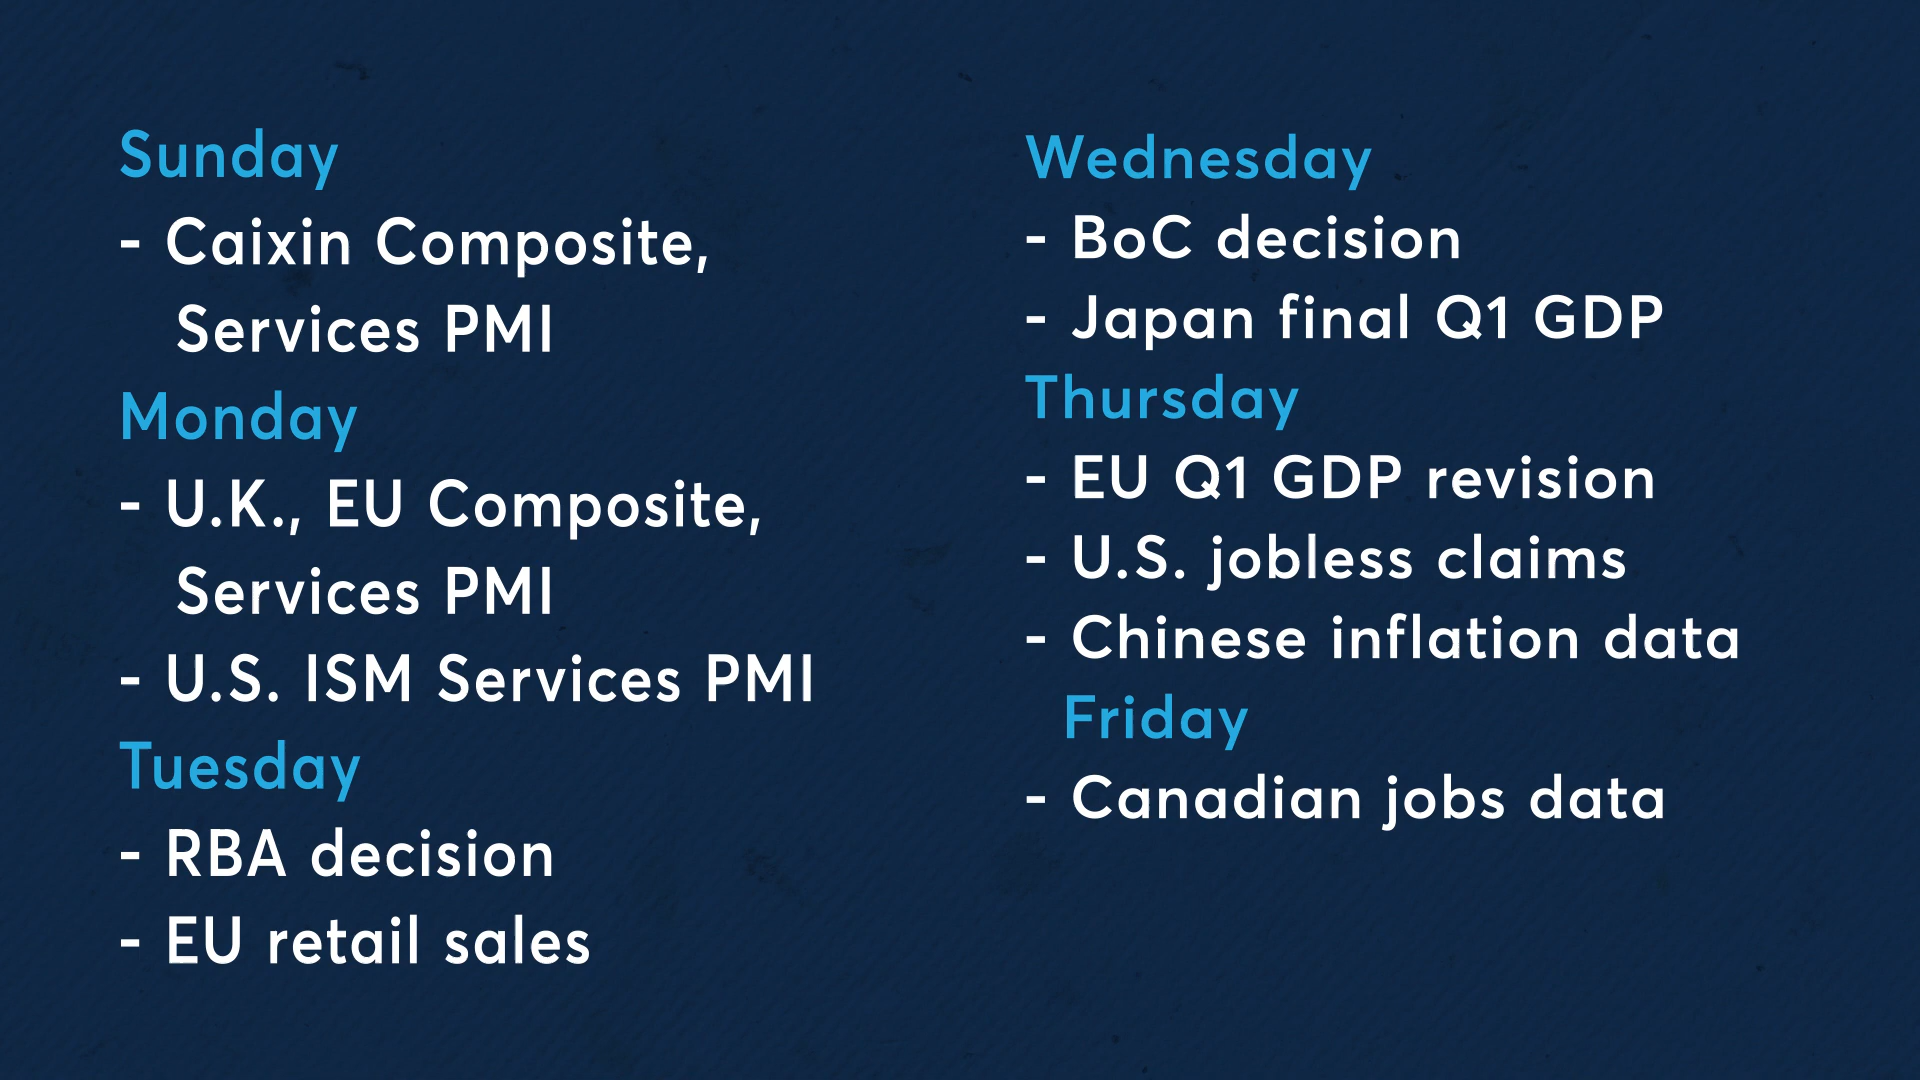 Sunday
- Caixin Composite,
Services PMI
Monday
- U.K., EU Composite,
Services PMI
- U.S. ISM Services PMI
Tuesday
- RBA decision
- EU retail sales
Wednesday
- BoC decision
- Japan final Q1 GDP
Thursday
- EU Q1 GDP revision
- U.S. jobless claims
- Chinese inflation data
Friday
- Canadian jobs data